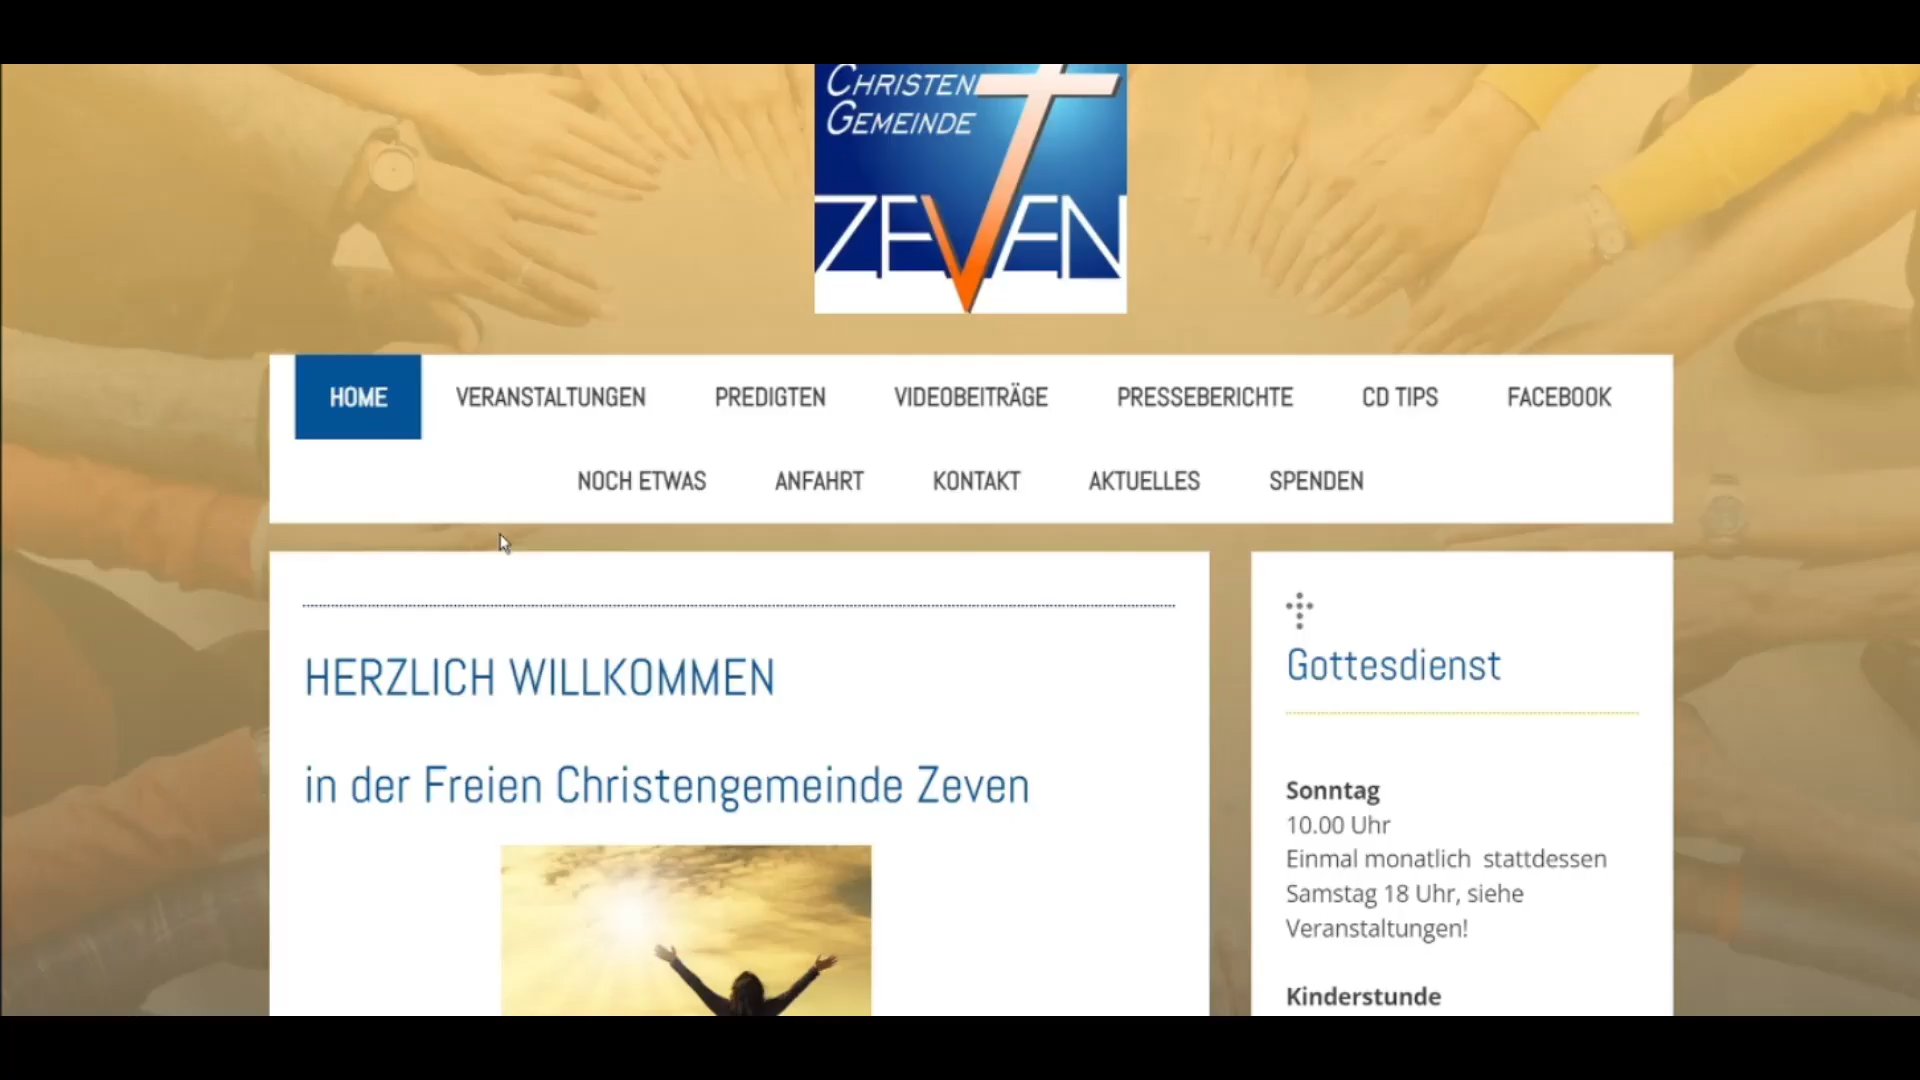 CHRISTEN
GEMEINDE
ZEVEN
HOME VERANSTALTUNGEN PREDIGTEN VIDEOBEITRÄGE PRESSEBERICHTE CD TIPS FACEBOOK
NOCH ETWAS ANFAHRT KONTAKT AKTUELLES SPENDEN
HERZLICH WILLKOMMEN
in der Freien Christengemeinde Zeven
Gottesdienst
Sonntag
10.00 Uhr
Einmal monatlich stattdessen
Samstag 18 Uhr, siehe
Veranstaltungen!
Kinderstunde